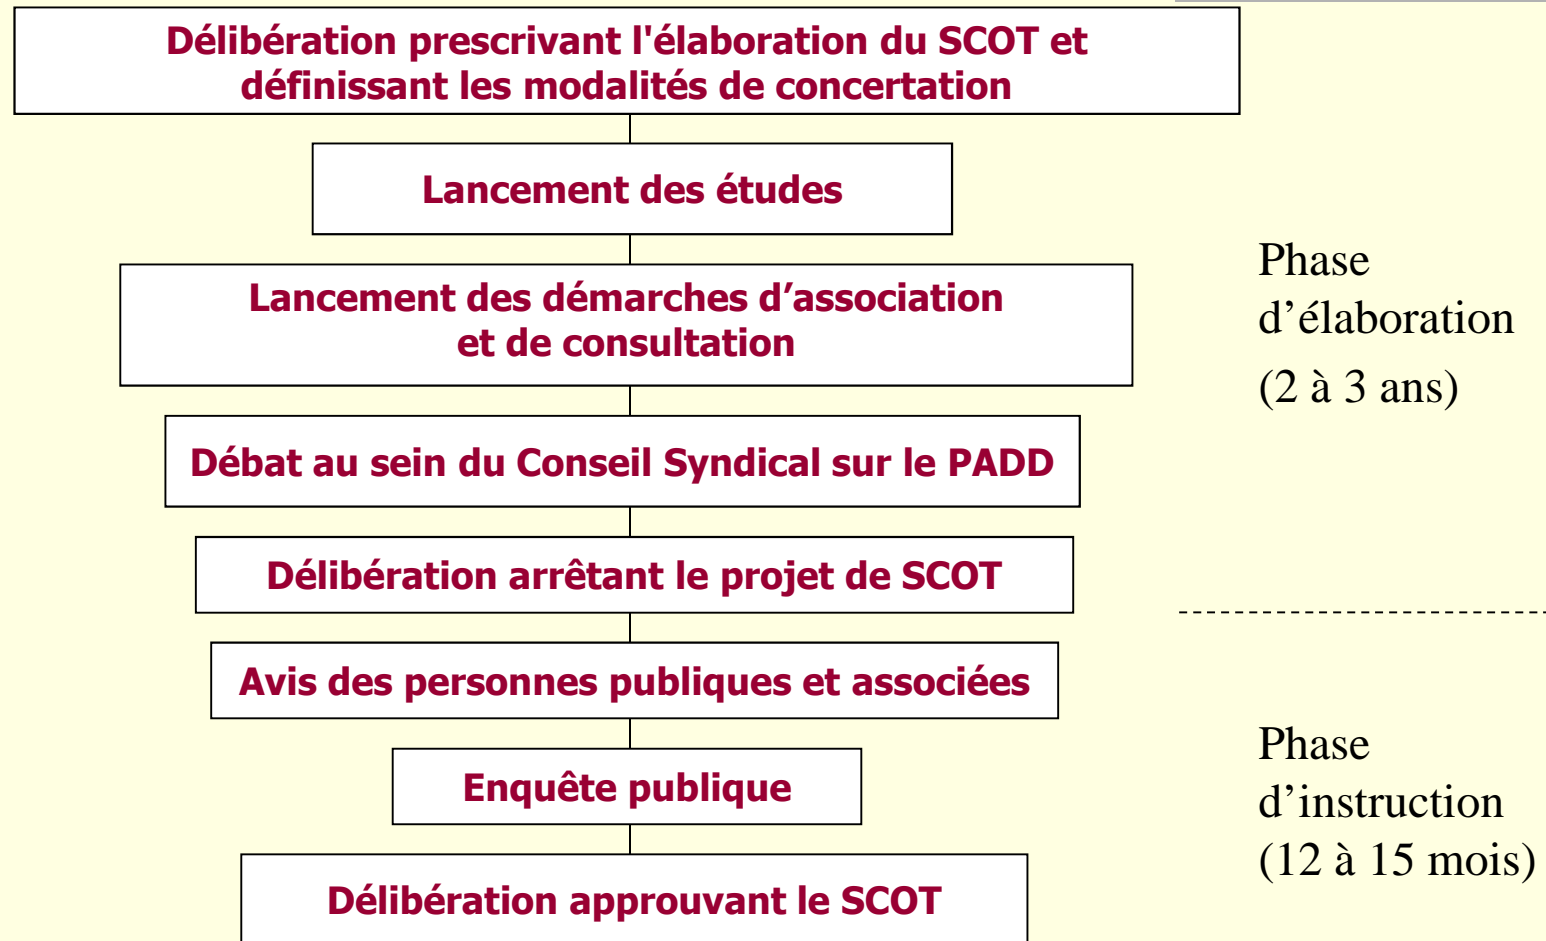 Délibération prescrivant l'élaboration du SCOT et
définissant les modalités de concertation
Lancement des études
Lancement des démarches d’association
et de consultation
Débat au sein du Conseil Syndical sur le PADD
Délibération arrêtant le projet de SCOT
Avis des personnes publiques et associées
Enquête publique
Délibération approuvant le SCOT
Phase
d’élaboration
(2 à 3 ans)
Phase
d’instruction
(12 à 15 mois)